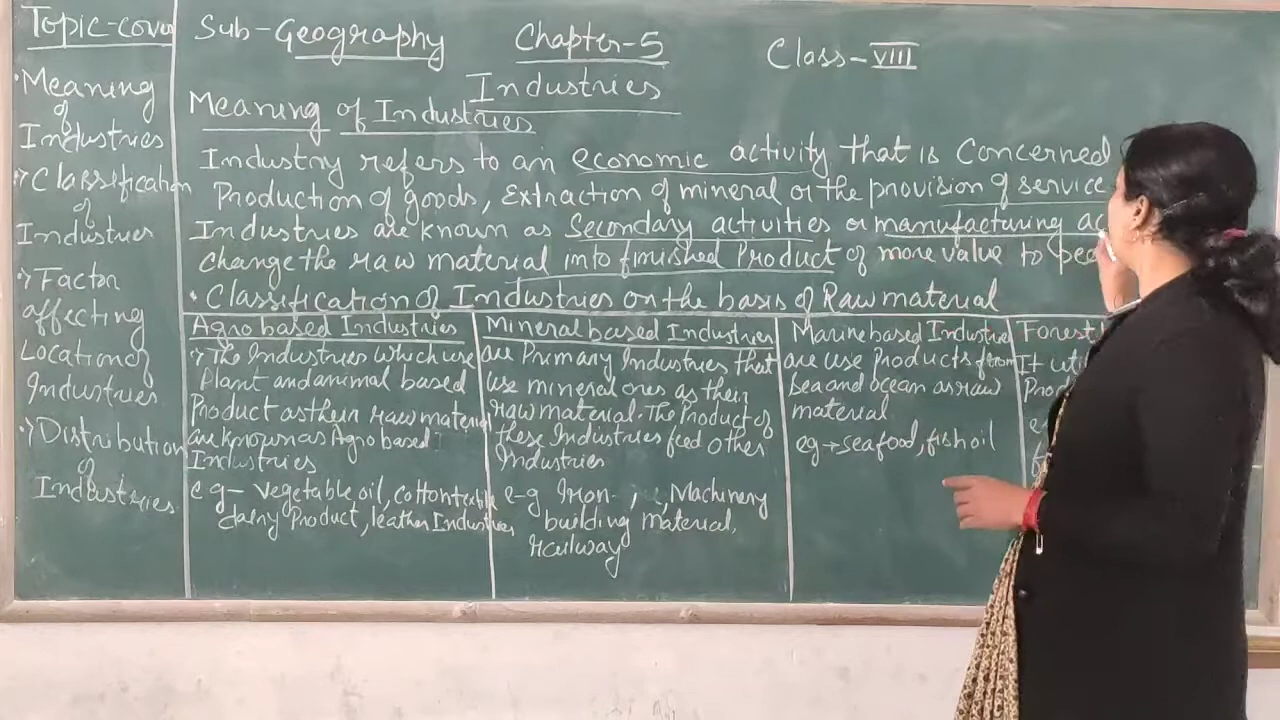 Topic-cover
·Meaning
of
Industries
·Classification
of
Industries
·Factor
affecting
Location of
Industries
·Distribution
of
Industries
Sub-Geography Chapter-5 Class-VIII
Industries
Meaning of Industries
Industry refers to an economic activity that is Concerned
Production of goods, Extraction of mineral or the provision of service
Industries are known as Secondary activities or manufacturing
change the raw material into finished Product of more value to
·Classification of Industries on the basis of Raw material
Agro based Industries
The Industries which use
Plant and animal based
Product as their raw material
are known as Agro based
Industries
e g- vegetable oil, cotton textile
dairy Product, leather Industries
Mineral based Industries
are Primary Industries that
use mineral ores as their
raw material. The Product of
these Industries feed other
Industries
e-g Iron- , Machinery
building material,
railway
Marine based Industries
are use Products from
sea and ocean as raw
material
eg→ sea food, fish oil
Forest
It